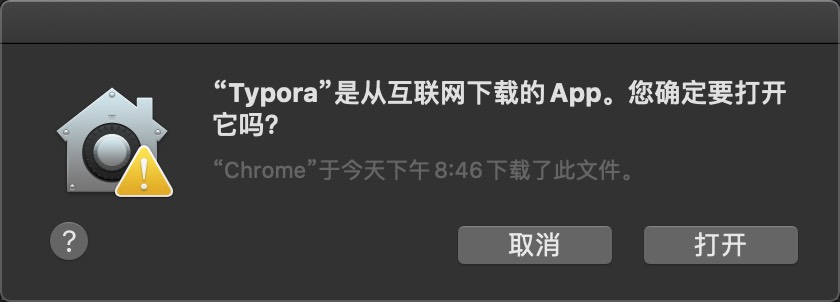 “Typora”是从互联网下载的 App。您确定要打开
它吗？
“Chrome”于今天下午 8:46 下载了此文件。
?
取消
打开